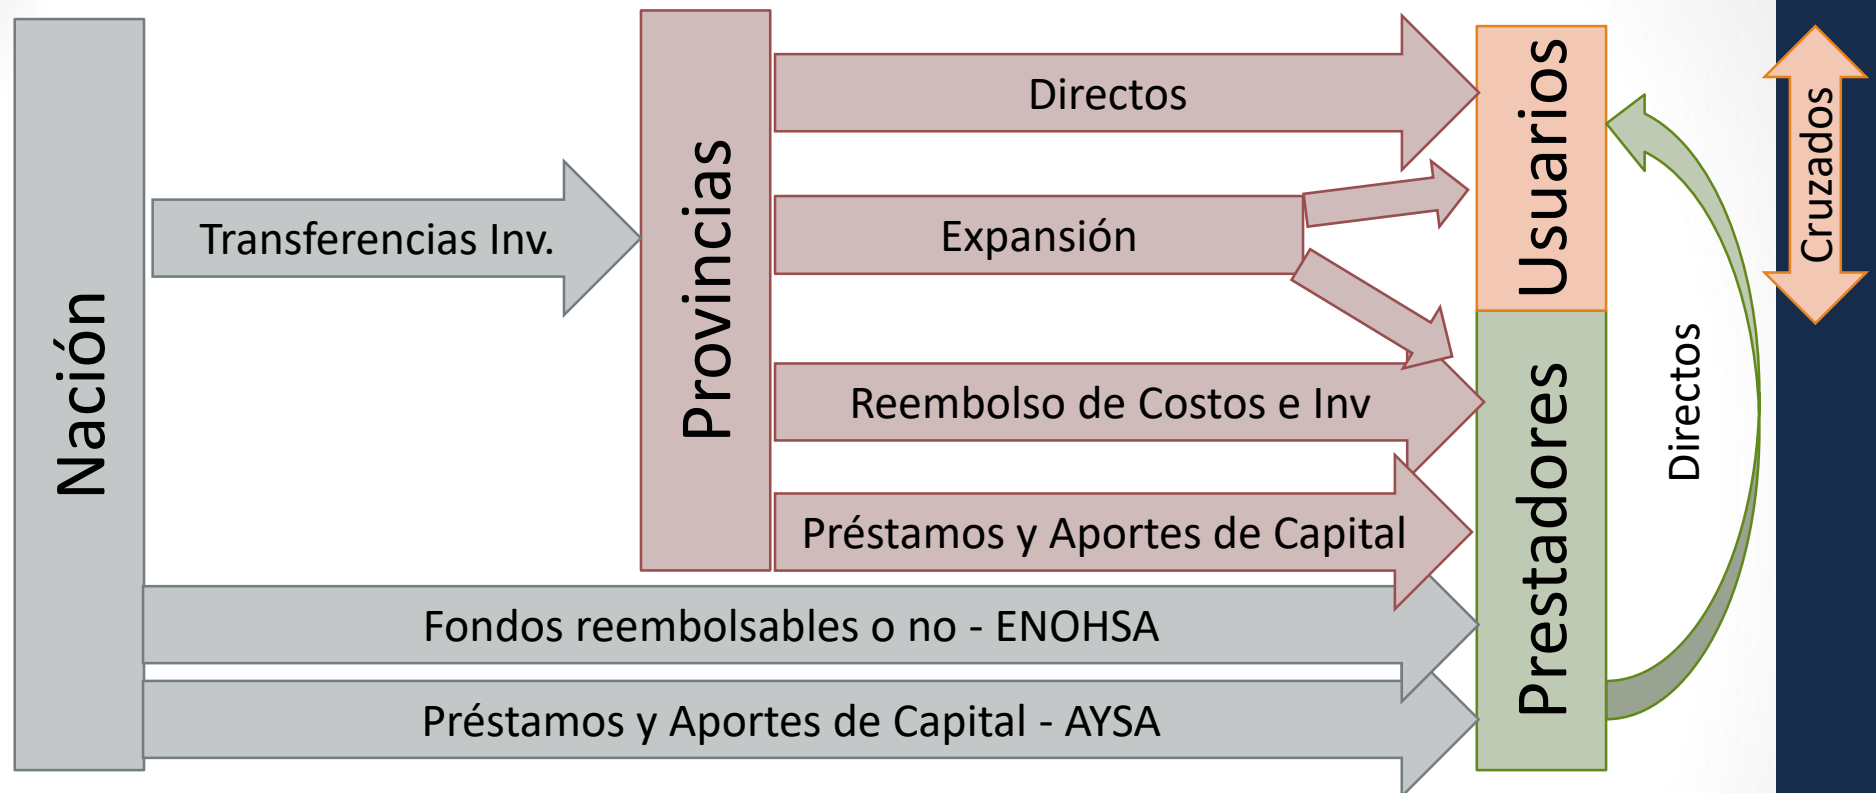 Nación
Transferencias Inv.
Provincias
Directos
Expansión
Reembolso de Costos e Inv
Préstamos y Aportes de Capital
Fondos reembolsables o no - ENOHSA
Préstamos y Aportes de Capital - AYSA
Usuarios
Prestadores
Directos
Cruzados